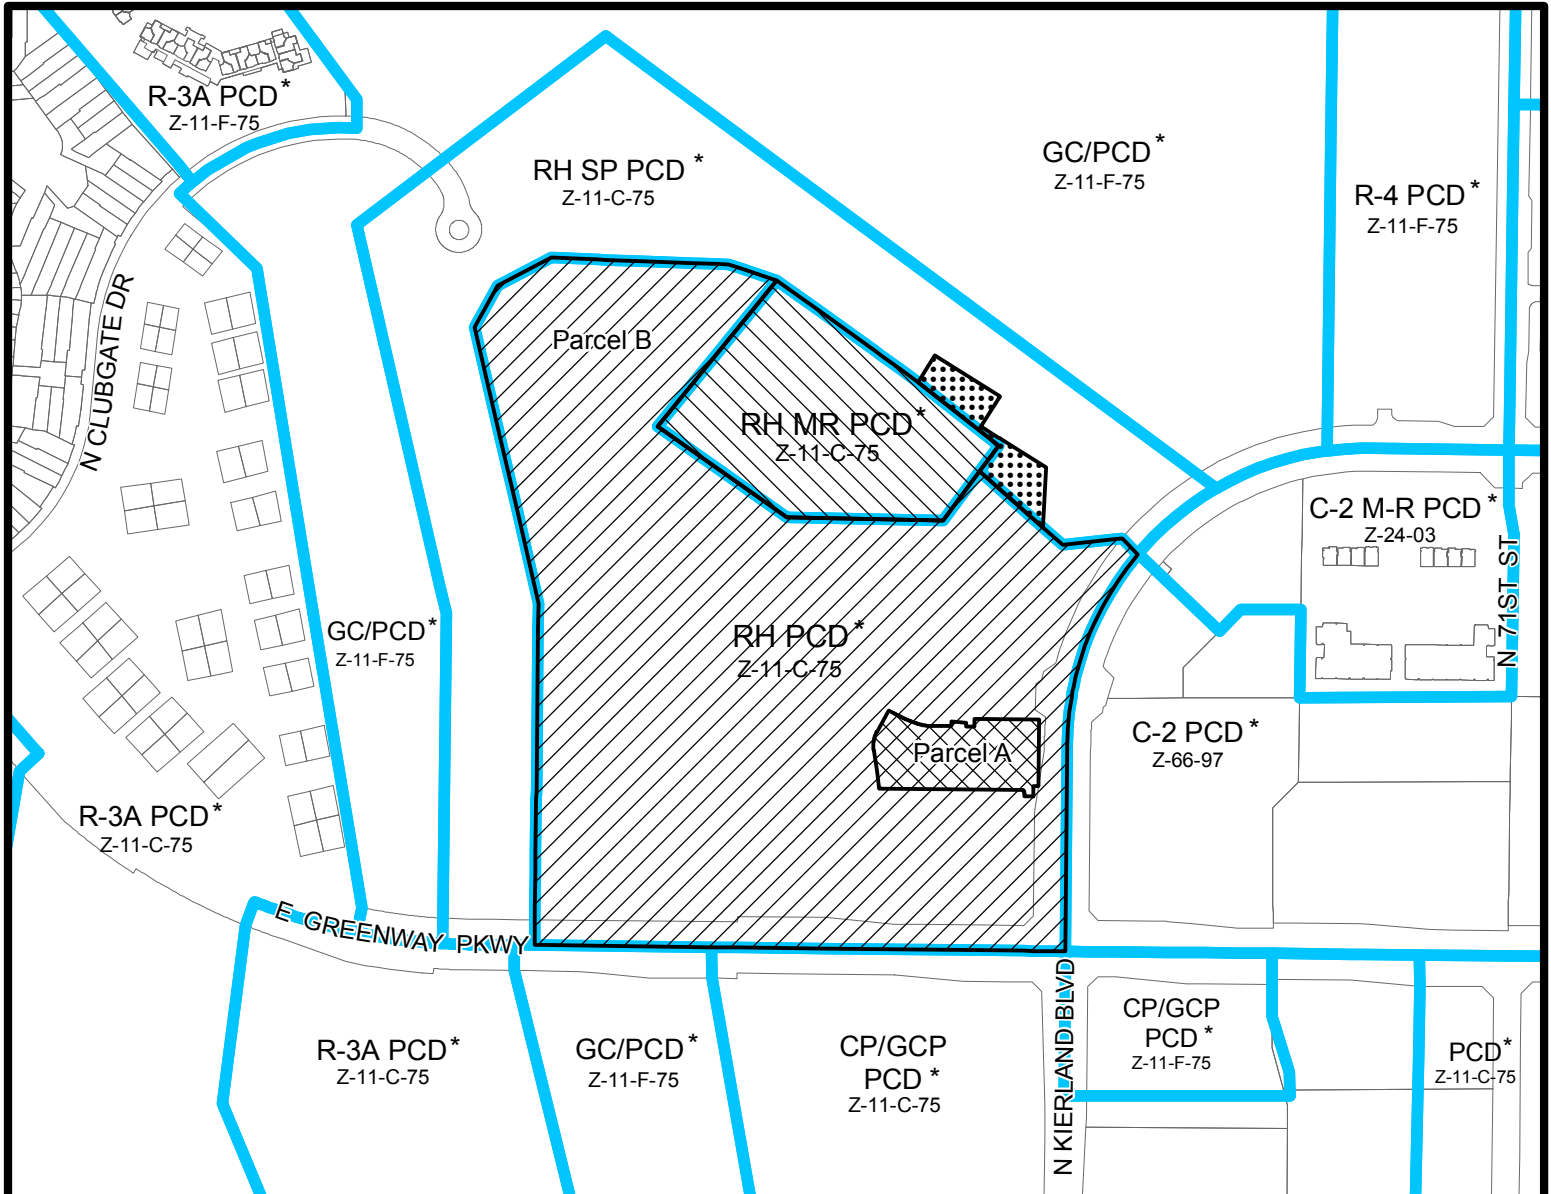 R-3A PCD*
Z-11-F-75
RH SP PCD *
Z-11-C-75
GC/PCD*
Z-11-F-75
R-4 PCD*
Z-11-F-75
N CLUBGATE DR
Parcel B
RH MR PCD*
Z-11-C-75
C-2 M-R PCD*
Z-24-03
N 71ST ST
GC/PCD*
Z-11-F-75
RH PCD*
Z-11-C-75
Parcel A
C-2 PCD*
Z-66-97
R-3A PCD*
Z-11-C-75
E GREENWAY PKWY
N KIERLAND BLVD
R-3A PCD*
Z-11-C-75
GC/PCD*
Z-11-F-75
CP/GCP
PCD *
Z-11-C-75
CP/GCP
PCD *
Z-11-F-75
PCD*
Z-11-C-75